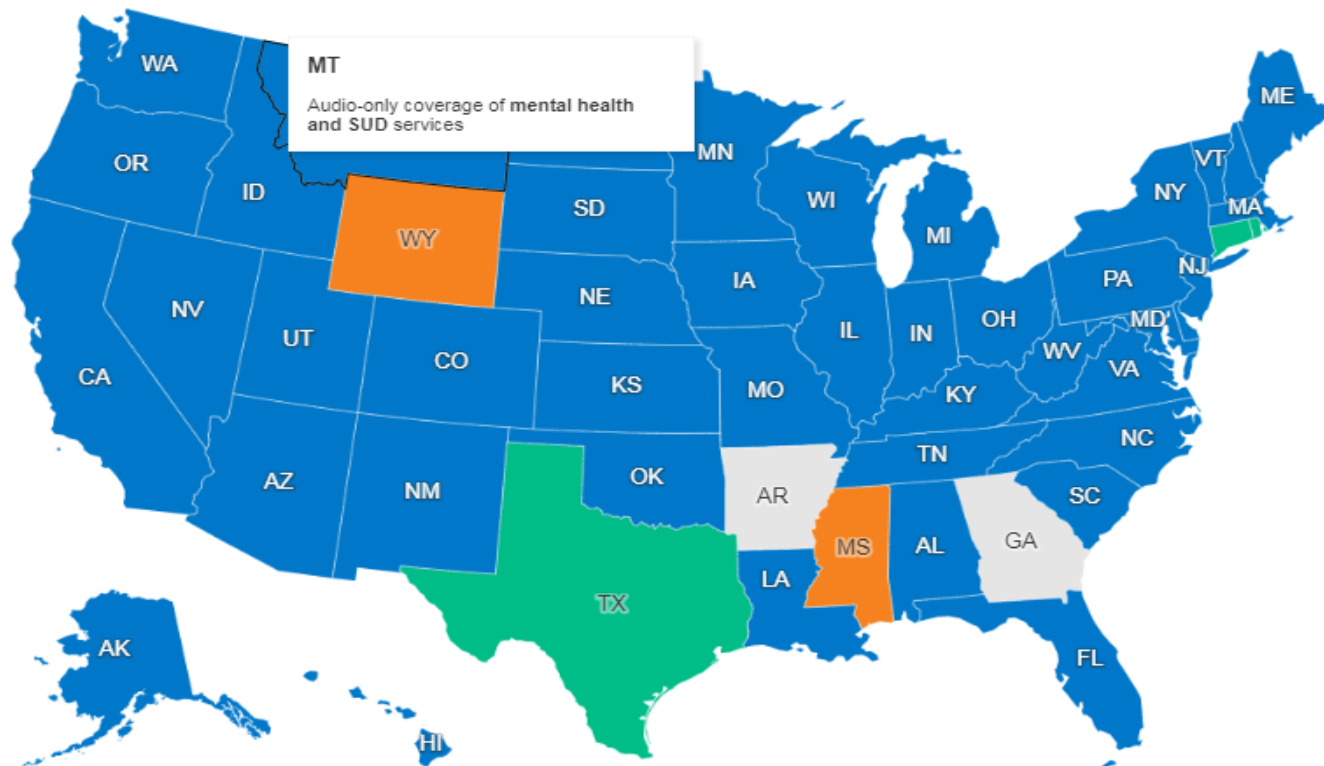 WA
MT
Audio-only coverage of mental health
and SUD services
ME
OR
ID
MN
VT
NY
MA
WI
SD
WY
MI
NJ
PA
IA
NE
NV
OH
MD
IL
IN
UT
CO
WV
VA
CA
KS
MO
KY
NC
TN
OK
AZ
NM
AR
SC
GA
MS
AL
LA
TX
AK
FL
HI